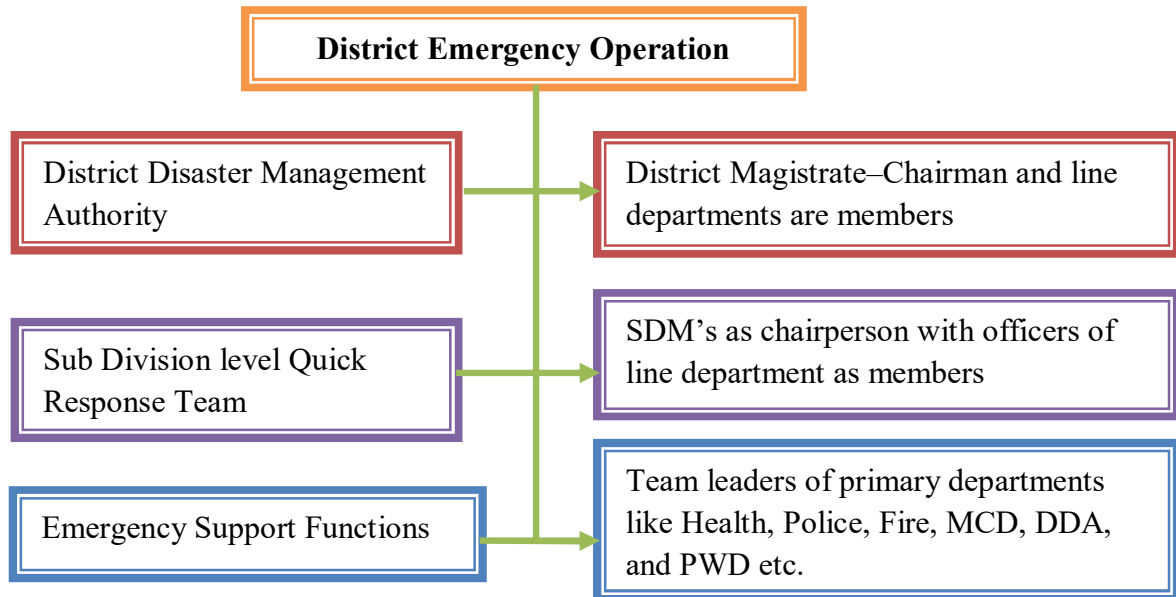 District Emergency Operation
District Disaster Management
Authority
District Magistrate–Chairman and line
departments are members
Sub Division level Quick
Response Team
SDM’s as chairperson with officers of
line department as members
Emergency Support Functions
Team leaders of primary departments
like Health, Police, Fire, MCD, DDA,
and PWD etc.